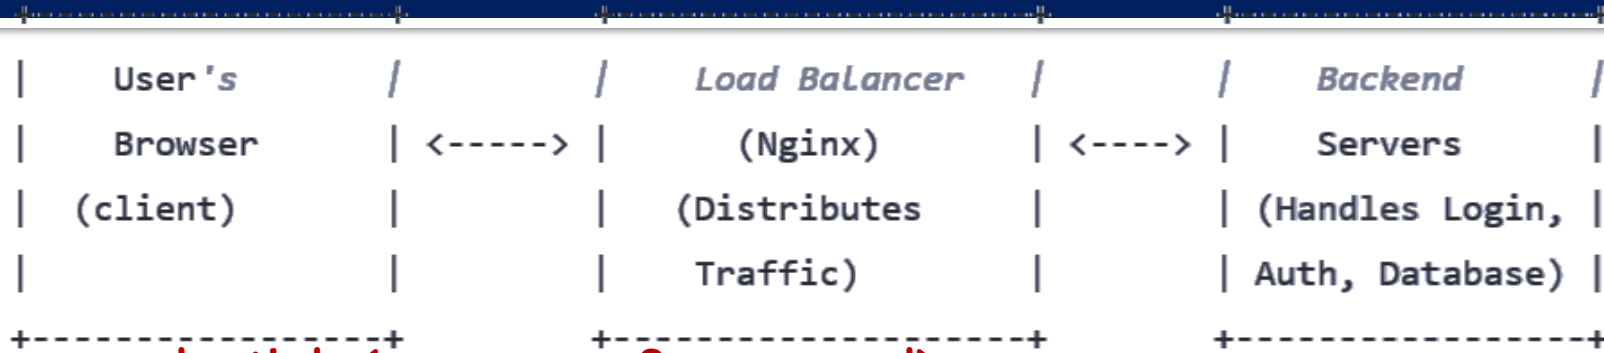 +-----------------+ +--------------------+ +-----------------+
| User's | | Load Balancer | | Backend |
| Browser | <-----> | (Nginx) | <----> | Servers |
| (client) | | (Distributes | | (Handles Login, |
| | | Traffic) | | Auth, Database) |
+-----------------+ +--------------------+ +-----------------+